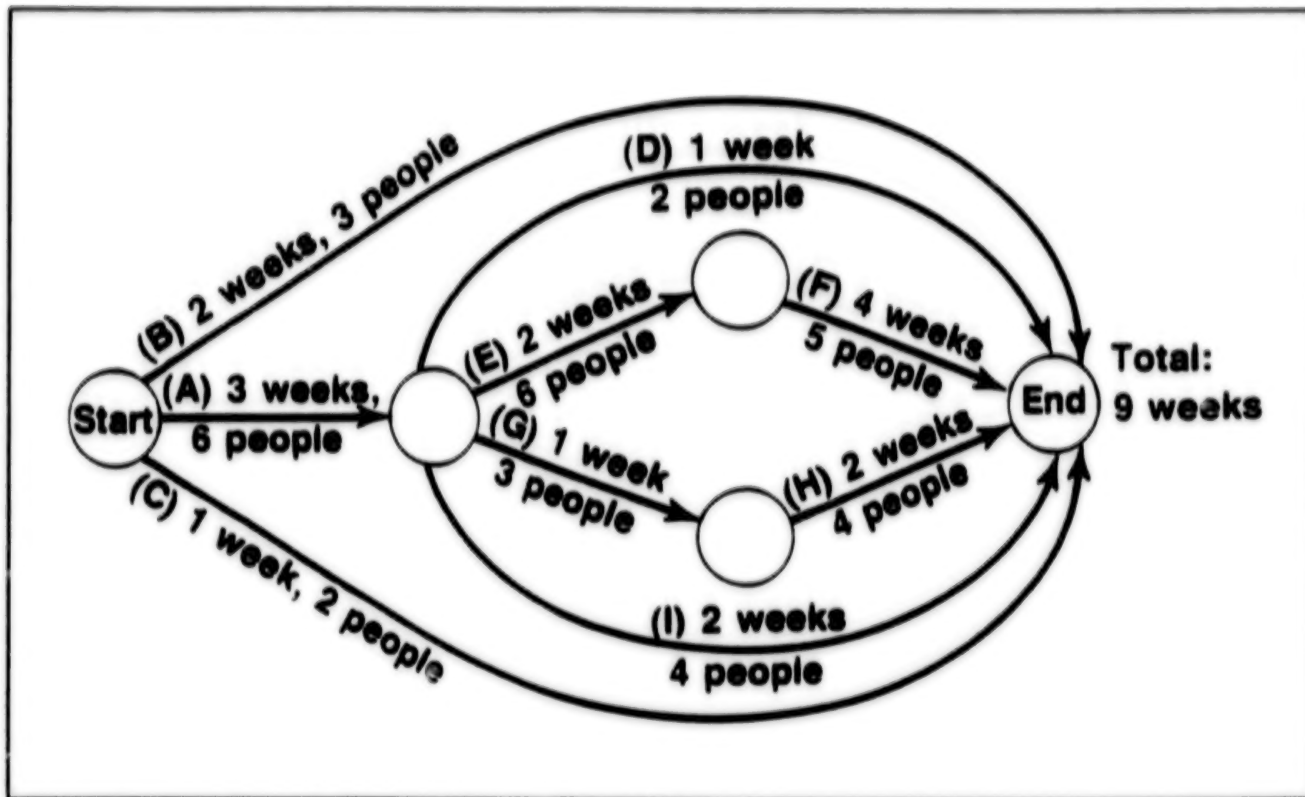 (B) 2 weeks, 3 people
(D) 1 week
2 people
(E) 2 weeks
6 people
(F) 4 weeks
5 people
Start
(A) 3 weeks,
6 people
End
Total:
9 weeks
(G) 1 week
3 people
(H) 2 weeks
4 people
(C) 1 week, 2 people
(I) 2 weeks
4 people